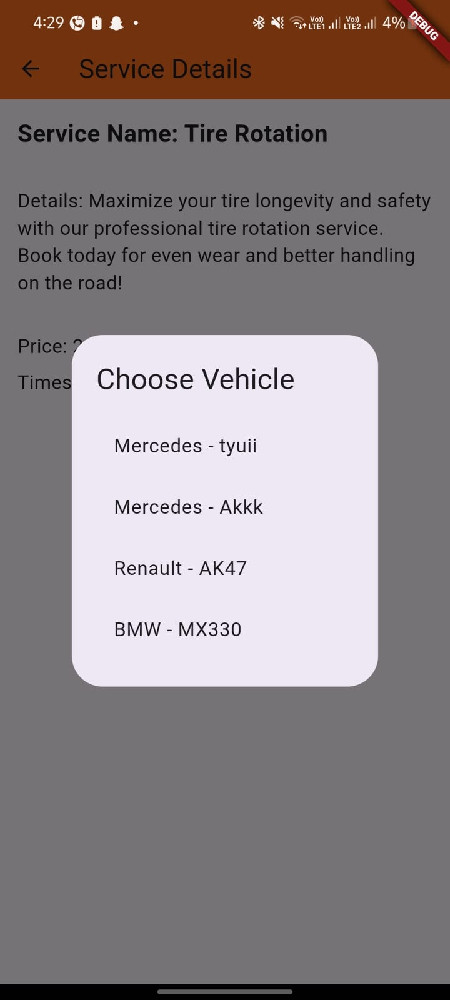 4:29
Vo)) LTE1
Vo)) LTE2
4%
DEBUG
Service Details
Service Name: Tire Rotation
Details: Maximize your tire longevity and safety
with our professional tire rotation service.
Book today for even wear and better handling
on the road!
Price:
Times
Choose Vehicle
Mercedes - tyuii
Mercedes - Akkk
Renault - AK47
BMW - MX330